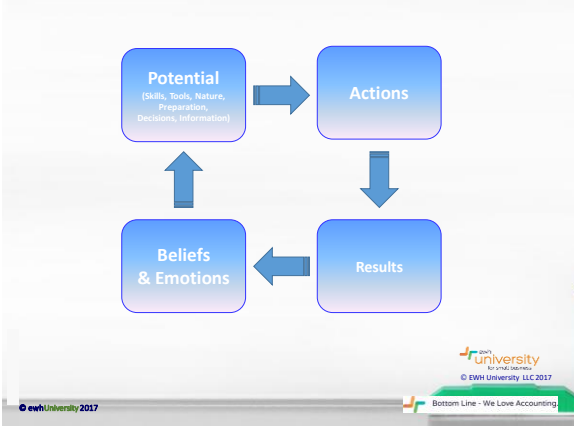 Potential
(Skills, Tools, Nature,
Preparation,
Decisions, Information)
Actions
Beliefs
& Emotions
Results
ewh
university
for small business
© EWH University LLC 2017
© ewhUniversity 2017
Bottom Line - We Love Accounting.